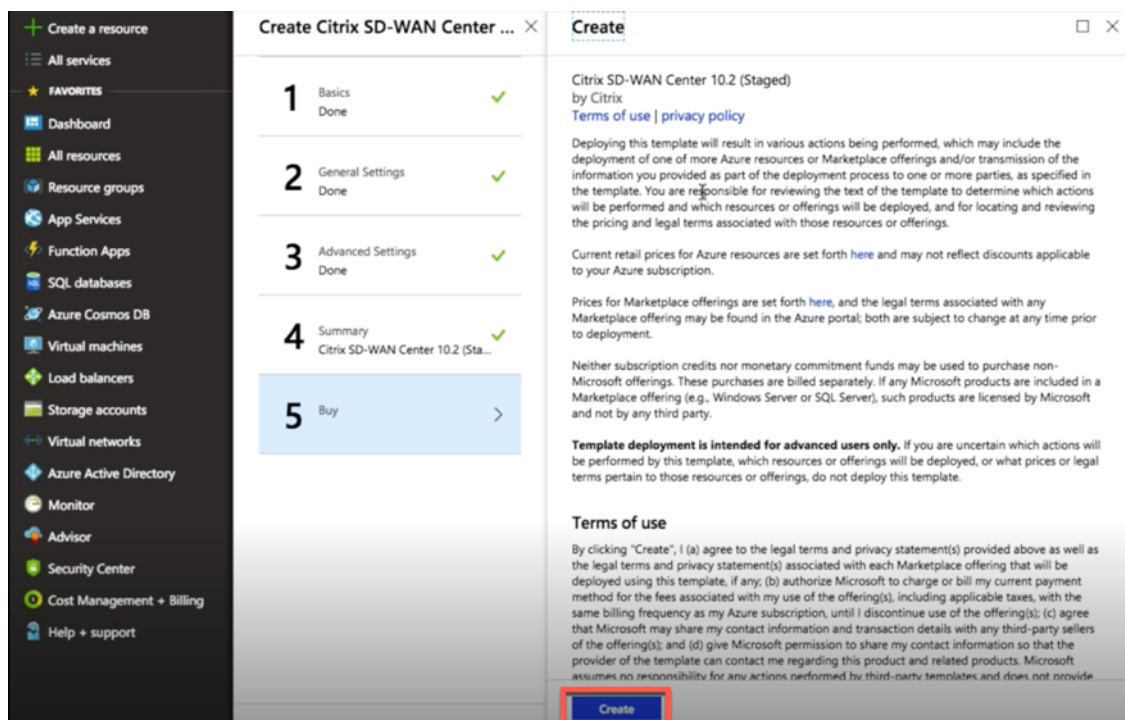 Create a resource
All services
FAVORITES
Dashboard
All resources
Resource groups
App Services
Function Apps
SQL databases
Azure Cosmos DB
Virtual machines
Load balancers
Storage accounts
Virtual networks
Azure Active Directory
Monitor
Advisor
Security Center
Cost Management + Billing
Help + support
Create Citrix SD-WAN Center ...
1 Basics
Done
2 General Settings
Done
3 Advanced Settings
Done
4 Summary
Citrix SD-WAN Center 10.2 (Sta...
5 Buy
Create
Citrix SD-WAN Center 10.2 (Staged)
by Citrix
Terms of use | privacy policy
Deploying this template will result in various actions being performed, which may include the
deployment of one of more Azure resources or Marketplace offerings and/or transmission of the
information you provided as part of the deployment process to one or more parties, as specified in
the template. You are responsible for reviewing the text of the template to determine which actions
will be performed and which resources or offerings will be deployed, and for locating and reviewing
the pricing and legal terms associated with those resources or offerings.
Current retail prices for Azure resources are set forth here and may not reflect discounts applicable
to your Azure subscription.
Prices for Marketplace offerings are set forth here, and the legal terms associated with any
Marketplace offering may be found in the Azure portal; both are subject to change at any time prior
to deployment.
Neither subscription credits nor monetary commitment funds may be used to purchase non-
Microsoft offerings. These purchases are billed separately. If any Microsoft products are included in a
Marketplace offering (e.g., Windows Server or SQL Server), such products are licensed by Microsoft
and not by any third party.
Template deployment is intended for advanced users only. If you are uncertain which actions will
be performed by this template, which resources or offerings will be deployed, or what prices or legal
terms pertain to those resources or offerings, do not deploy this template.
Terms of use
By clicking "Create", I (a) agree to the legal terms and privacy statement(s) provided above as well as
the legal terms and privacy statement(s) associated with each Marketplace offering that will be
deployed using this template, if any; (b) authorize Microsoft to charge or bill my current payment
method for the fees associated with my use of the offering(s), including applicable taxes, with the
same billing frequency as my Azure subscription, until I discontinue use of the offering(s); (c) agree
that Microsoft may share my contact information and transaction details with any third-party sellers
of the offering(s); and (d) give Microsoft permission to share my contact information so that the
provider of the template can contact me regarding this product and related products. Microsoft
assumes no responsibility for any actions performed by third-party templates and does not provide
Create